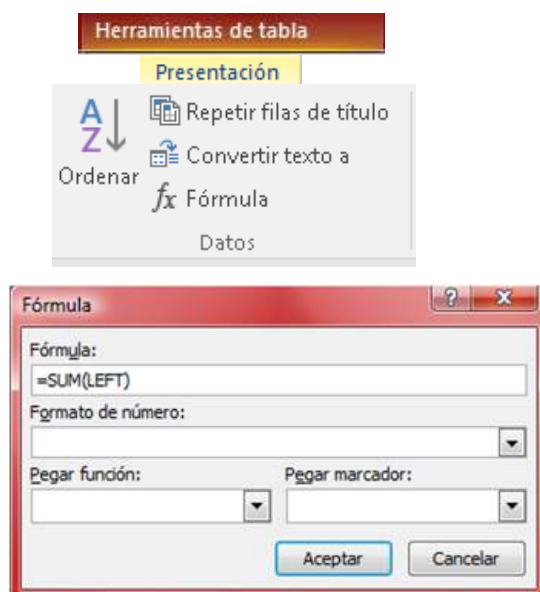 Herramientas de tabla
Presentación
Ordenar
Repetir filas de título
Convertir texto a
fx Fórmula
Datos
Fórmula
Fórmula:
=SUM(LEFT)
Formato de número:
Pegar función:
Pegar marcador:
Aceptar
Cancelar